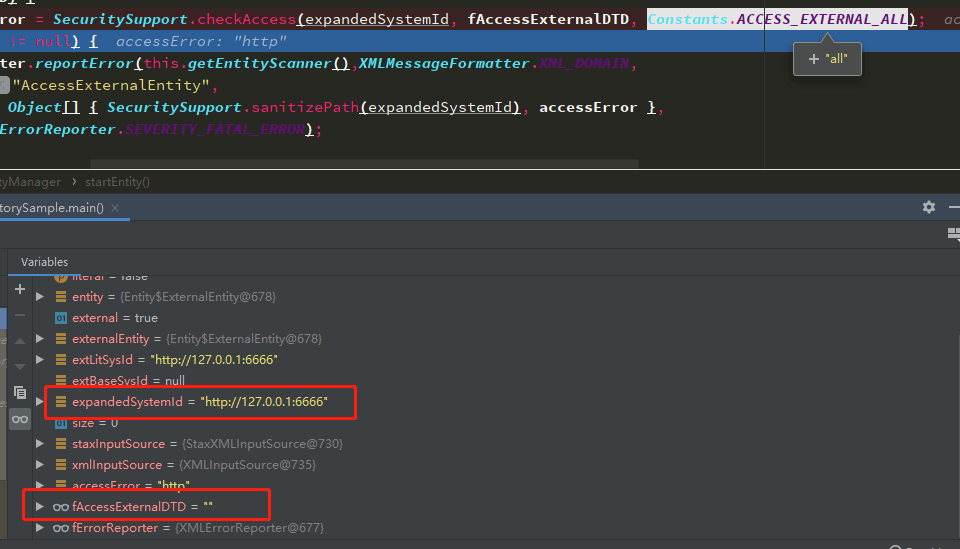 ror = SecuritySupport.checkAccess(expandedSystemId, fAccessExternalDTD, Constants.ACCESS_EXTERNAL_ALL);
!= null) { accessError: "http"
+ "all"
ter.reportError(this.getEntityScanner(),XMLMessageFormatter.XML_DOMAIN,
"AccessExternalEntity",
Object[] { SecuritySupport.sanitizePath(expandedSystemId), accessError },
ErrorReporter.SEVERITY_FATAL_ERROR);
tyManager › startEntity()
torySample.main() ×
Variables
literal = false
entity = {Entity$ExternalEntity@678}
external = true
externalEntity = {Entity$ExternalEntity@678}
extLitSysId = "http://127.0.0.1:6666"
extBaseSysId = null
expandedSystemId = "http://127.0.0.1:6666"
size = 0
staxInputSource = {StaxXMLInputSource@730}
xmlInputSource = {XMLInputSource@735}
accessError = "http"
fAccessExternalDTD = ""
fErrorReporter = {XMLErrorReporter@677}